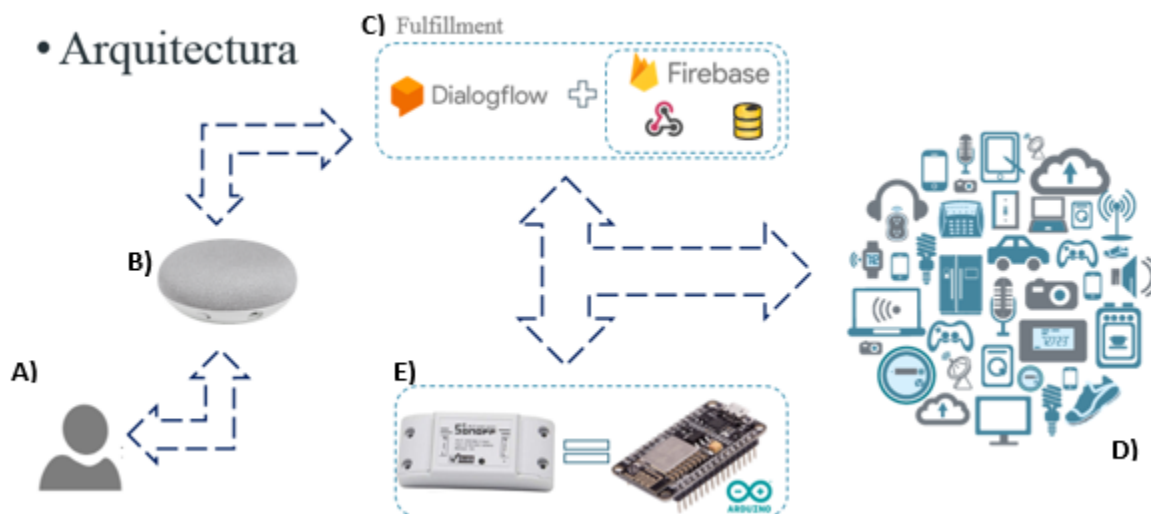 • Arquitectura
C) Fulfillment
Dialogflow
Firebase
B)
A)
E)
SONOFF
ARDUINO
D)